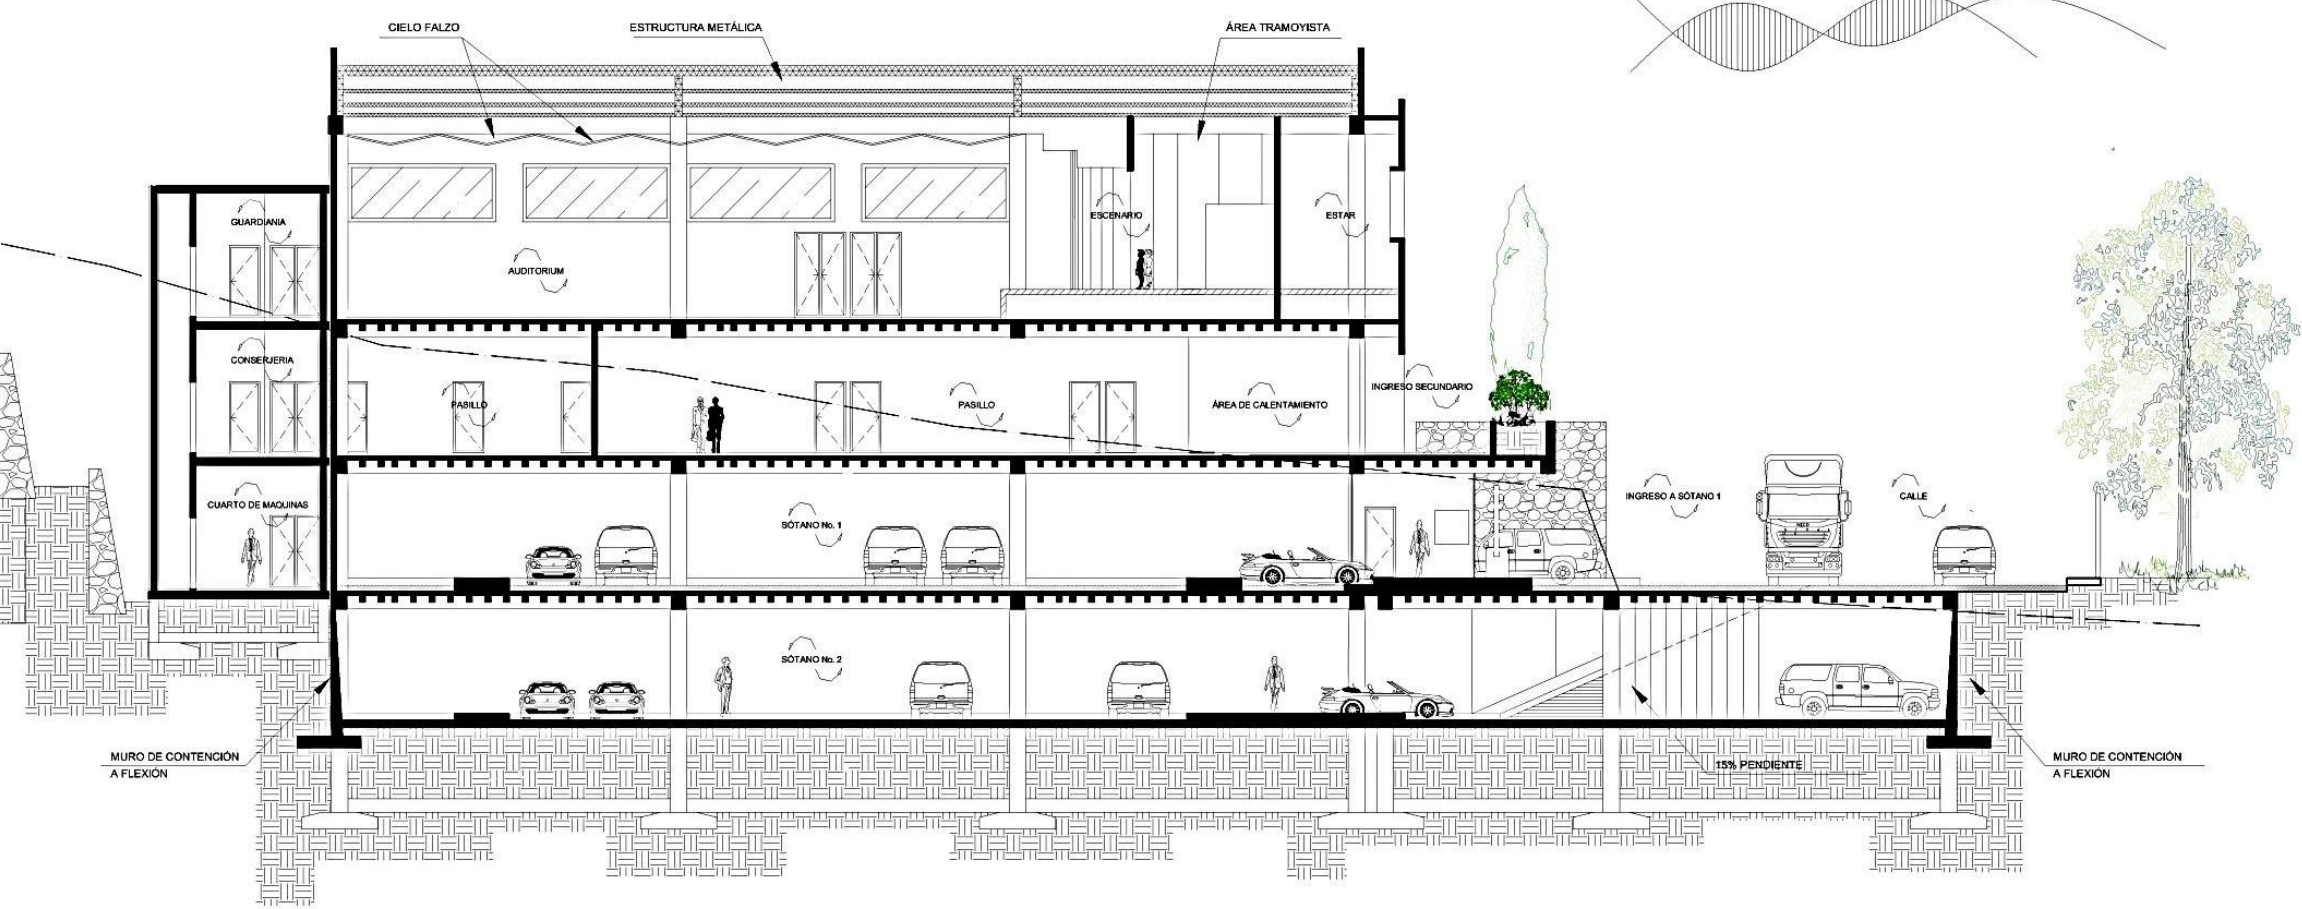 CIELO FALZO
ESTRUCTURA METÁLICA
ÁREA TRAMOYISTA
GUARDIANIA
ESCENARIO
ESTAR
AUDITORIUM
CONSERJERIA
PASILLO
PASILLO
ÁREA DE CALENTAMIENTO
INGRESO SECUNDARIO
CUARTO DE MAQUINAS
SÓTANO No. 1
INGRESO A SÓTANO 1
CALLE
SÓTANO No. 2
MURO DE CONTENCIÓN
A FLEXIÓN
15% PENDIENTE
MURO DE CONTENCIÓN
A FLEXIÓN